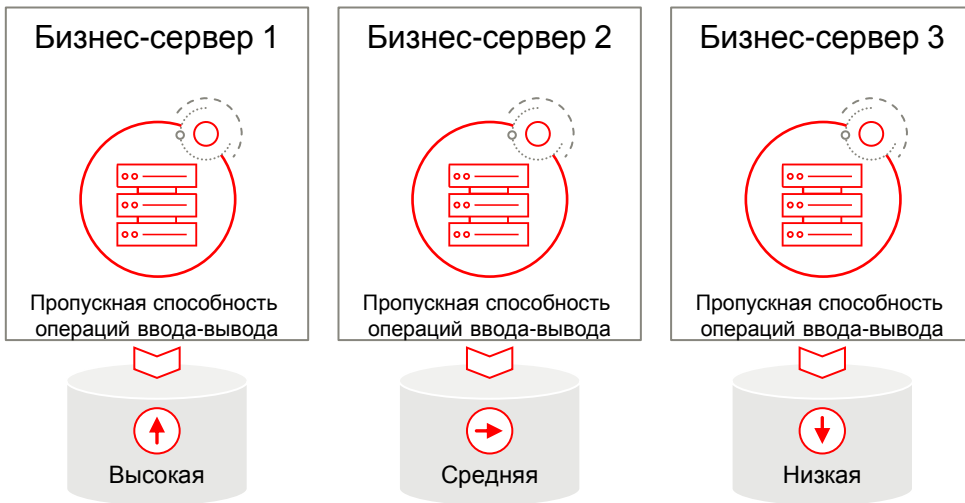 Бизнес-сервер 1
Пропускная способность
операций ввода-вывода
Высокая
Бизнес-сервер 2
Пропускная способность
операций ввода-вывода
Средняя
Бизнес-сервер 3
Пропускная способность
операций ввода-вывода
Низкая